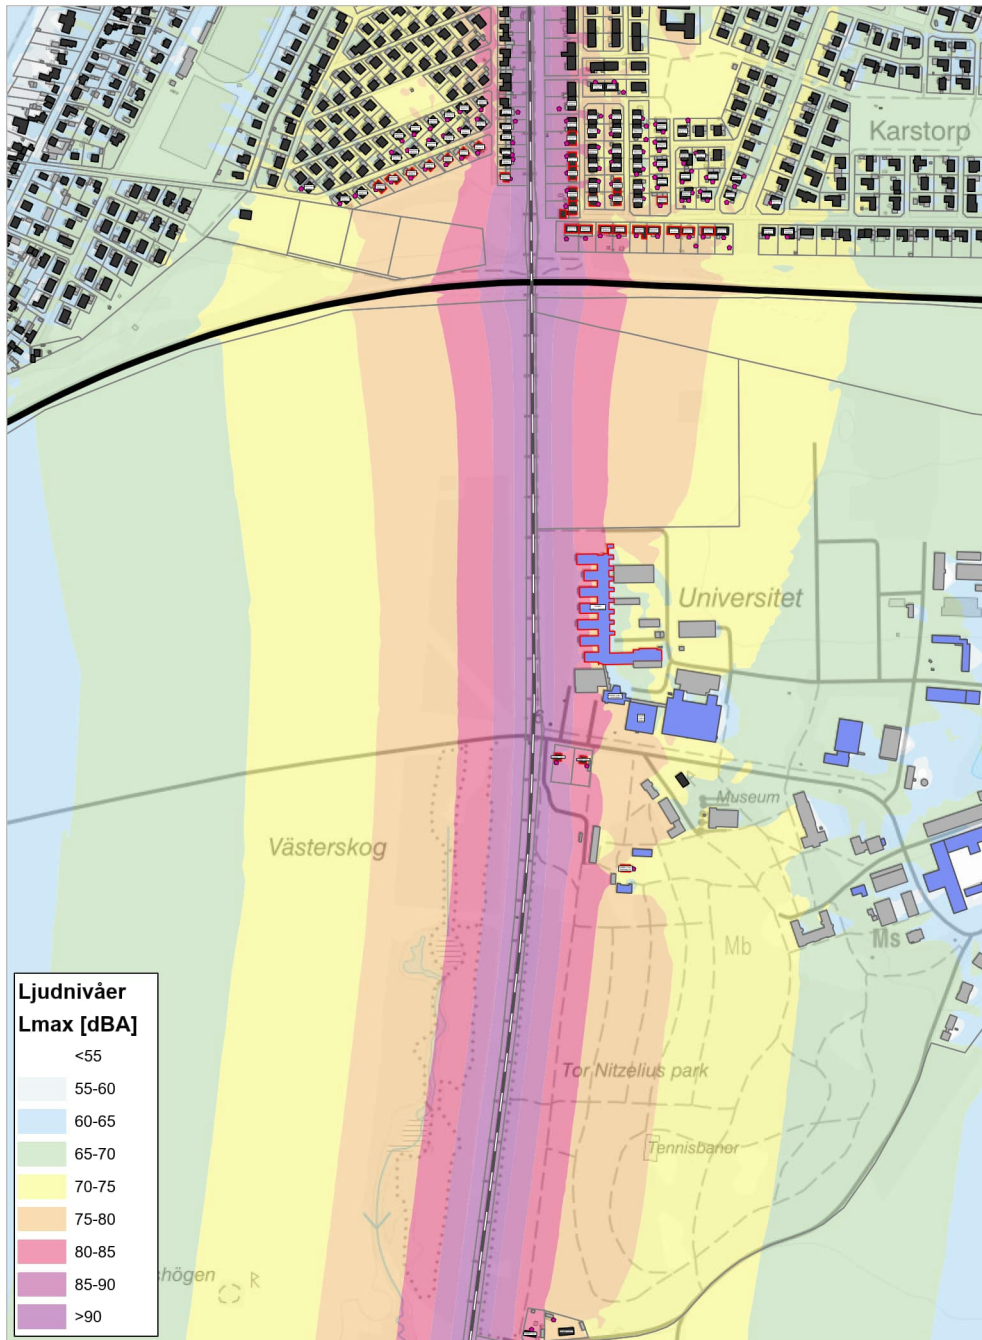 Karstorp
Universitet
Museum
Västerskog
Mb
Ms
Tor Nitzelius park
Tennisbanor
shögen
R
R
Ljudnivåer
Lmax [dBA]
<55
55-60
60-65
65-70
70-75
75-80
80-85
85-90
>90